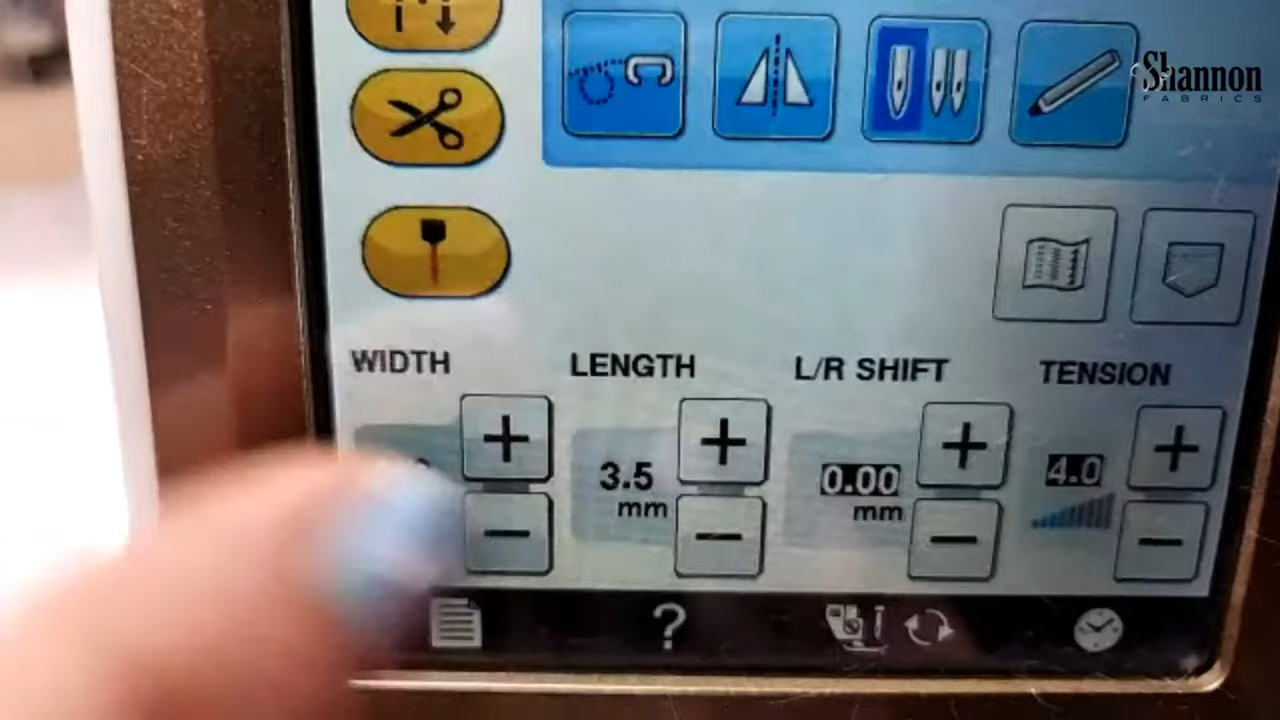 Shannon
FABRICS
WIDTH LENGTH L/R SHIFT TENSION
3.5 0.00 4.0
mm mm
?